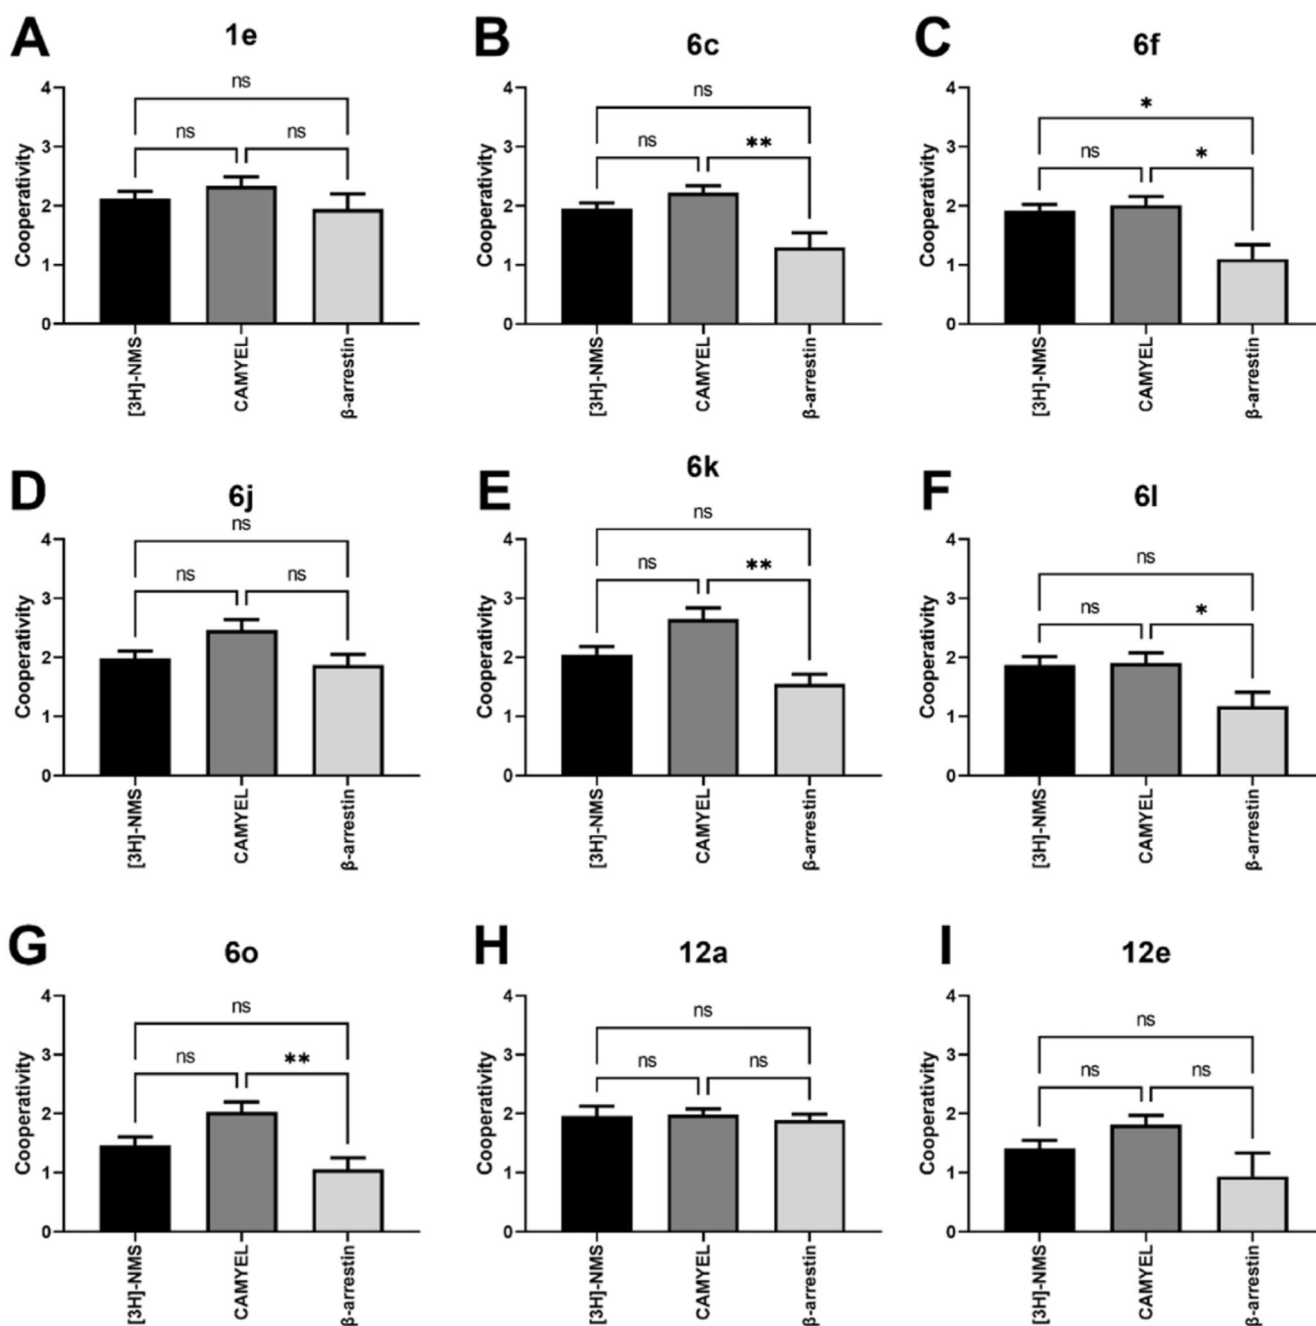 A
1e
ns
ns
ns
Cooperativity
4
3
2
1
0
[3H]-NMS
CAMYEL
β-arrestin
B
6c
ns
ns
**
Cooperativity
4
3
2
1
0
[3H]-NMS
CAMYEL
β-arrestin
C
6f
*
ns
*
Cooperativity
4
3
2
1
0
[3H]-NMS
CAMYEL
β-arrestin
D
6j
ns
ns
ns
Cooperativity
4
3
2
1
0
[3H]-NMS
CAMYEL
β-arrestin
E
6k
ns
ns
**
Cooperativity
4
3
2
1
0
[3H]-NMS
CAMYEL
β-arrestin
F
6l
ns
ns
*
Cooperativity
4
3
2
1
0
[3H]-NMS
CAMYEL
β-arrestin
G
6o
ns
ns
**
Cooperativity
4
3
2
1
0
[3H]-NMS
CAMYEL
β-arrestin
H
12a
ns
ns
ns
Cooperativity
4
3
2
1
0
[3H]-NMS
CAMYEL
β-arrestin
I
12e
ns
ns
ns
Cooperativity
4
3
2
1
0
[3H]-NMS
CAMYEL
β-arrestin